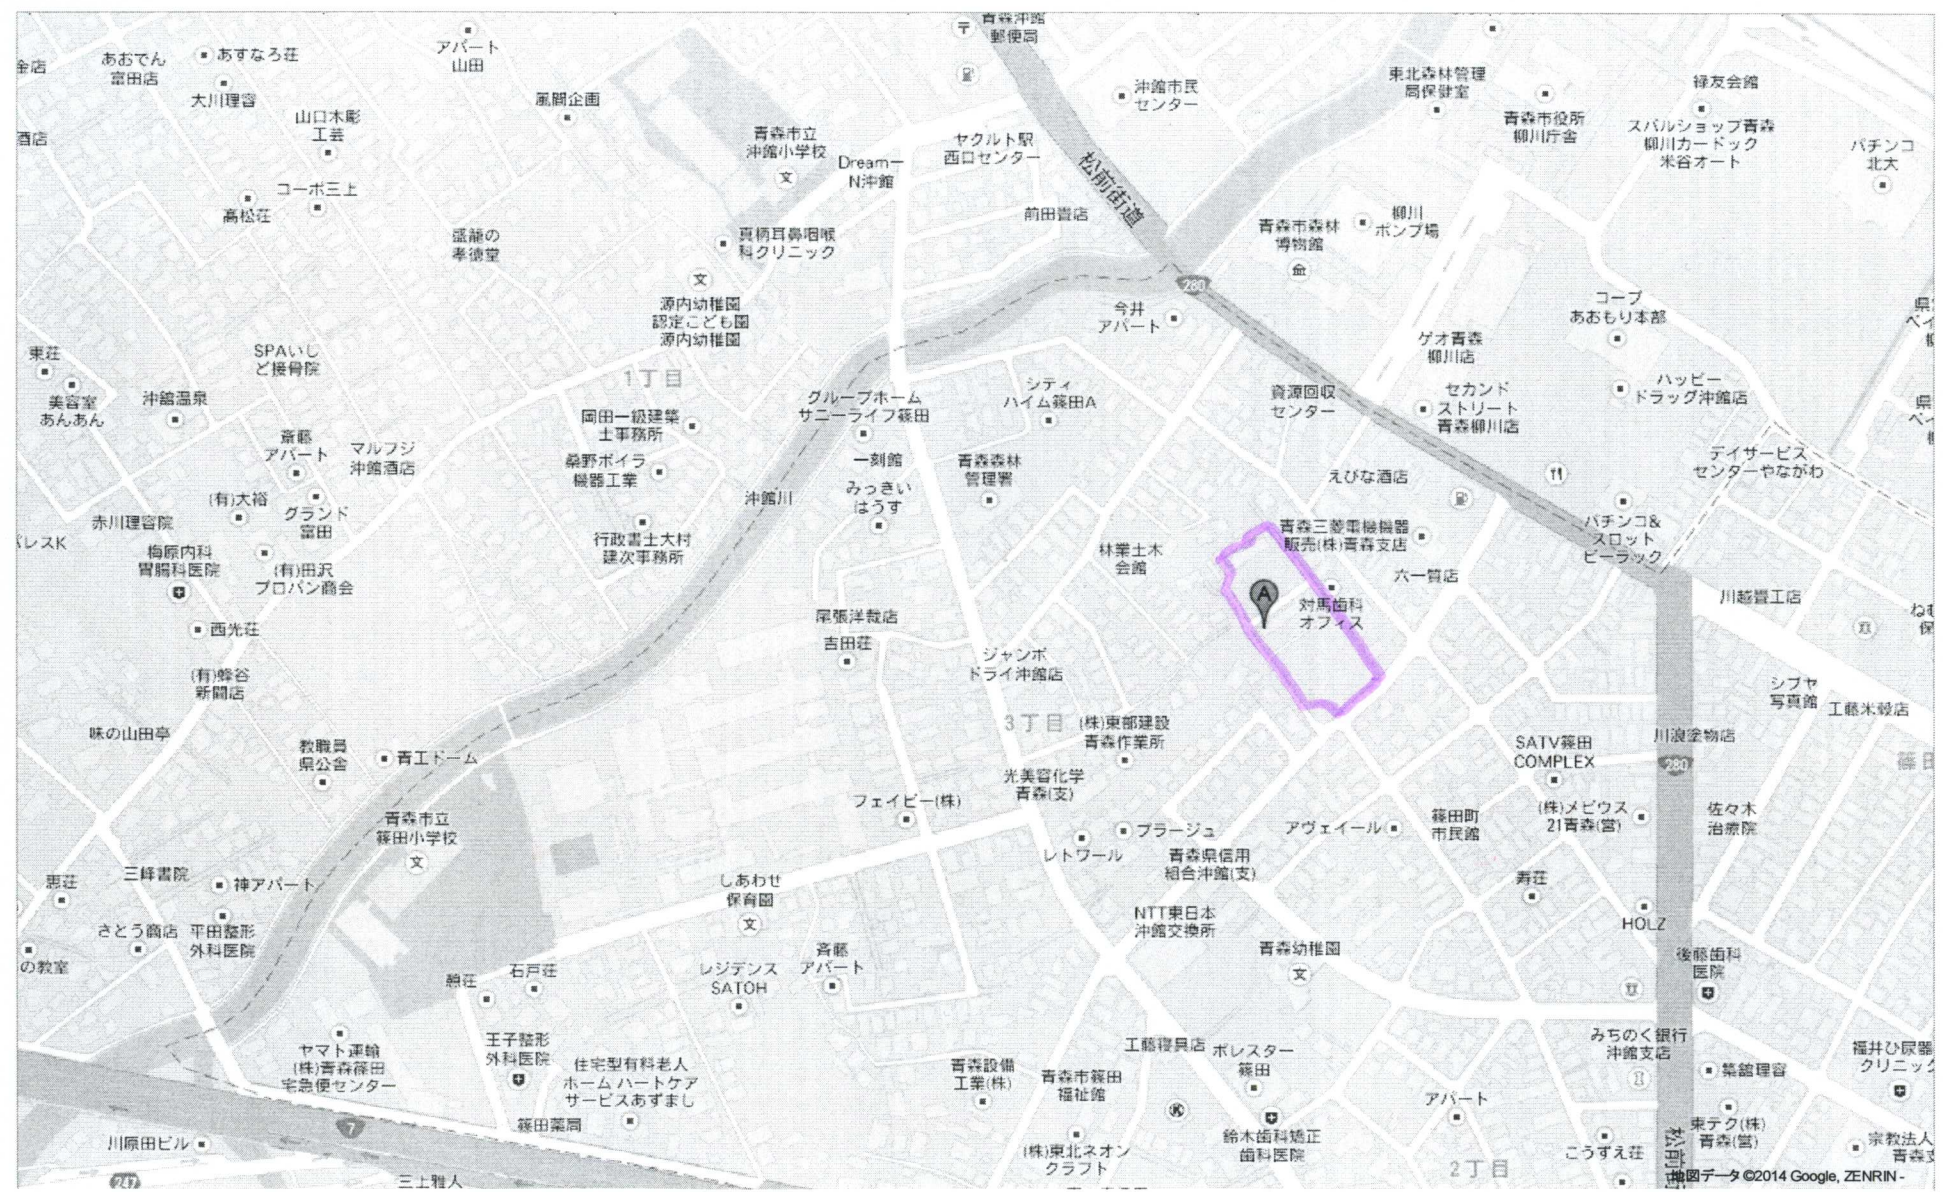 青森沖館
郵便局
金店
あおでん
富田店
あすなろ荘
大川理容
アパート
山田
山口木彫
工芸
風間企画
青森市立
沖館小学校
Dreamー
N沖館
ヤクルト駅
西口センター
沖館市民
センター
東北森林管理
局保健室
青森市役所
柳川庁舎
緑友会館
スバルショップ青森
柳川カードック
米谷オート
パチンコ
北大
酒店
コーポ三上
高松荘
盛籠の
孝徳堂
真柄耳鼻咽喉
科クリニック
前田畳店
松前街道
青森市森林
博物館
柳川
ポンプ場
源内幼稚園
認定こども園
源内幼稚園
280
今井
アパート
コープ
あおもり本部
ゲオ青森
柳川店
東荘
美容室
あんあん
SPAいし
ど接骨院
沖館温泉
1丁目
岡田一級建築
士事務所
グループホーム
サニーライフ篠田
シティ
ハイム篠田A
資源回収
センター
セカンド
ストリート
青森柳川店
ハッピー
ドラッグ沖館店
斎藤
アパート
マルフジ
沖館酒店
桑野ボイラ
機器工業
一刻館
みっきい
はうす
青森森林
管理署
えびな酒店
デイサービス
センターやながわ
(有)大裕
グランド
富田
赤川理容院
沖館川
行政書士大村
建次事務所
パチンコ&
スロット
ビーラック
レスK
梅原内科
胃腸科医院
(有)田沢
プロパン商会
林業土木
会館
青森三菱電機機器
販売(株)青森支店
六一質店
A
対馬歯科
オフィス
川越畳工店
西光荘
尾張洋裁店
吉田荘
ジャンボ
ドライ沖館店
(有)蜂谷
新聞店
3丁目
(株)東部建設
青森作業所
シブヤ
写真館
工藤米穀店
味の山田亭
教職員
県公舎
青工ドーム
SATV篠田
COMPLEX
川浪塗物店
280
光美容化学
青森(支)
フェイビー(株)
青森市立
篠田小学校
プラージュ
レトワール
アヴェイール
篠田町
市民館
(株)メビウス
21青森(営)
佐々木
治療院
青森県信用
組合沖館(支)
恵荘
三峰書院
神アパート
しあわせ
保育園
寿荘
さとう商店
平田整形
外科医院
NTT東日本
沖館交換所
HOLZ
の教室
石戸荘
憩荘
レジデンス
SATOH
斉藤
アパート
青森幼稚園
後藤歯科
医院
ヤマト運輸
(株)青森篠田
宅急便センター
王子整形
外科医院
住宅型有料老人
ホーム ハートケア
サービスあずまし
工藤寝具店
ポレスター
篠田
みちのく銀行
沖館支店
青森設備
工業(株)
青森市篠田
福祉館
築館理容
福井ひ尿器
クリニック
アパート
7
篠田薬局
川原田ビル
(株)東北ネオン
クラフト
鈴木歯科矯正
歯科医院
2丁目
こうすえ荘
東テク(株)
青森(営)
宗教法人
247
三上雅人
地図データ ©2014 Google, ZENRIN -